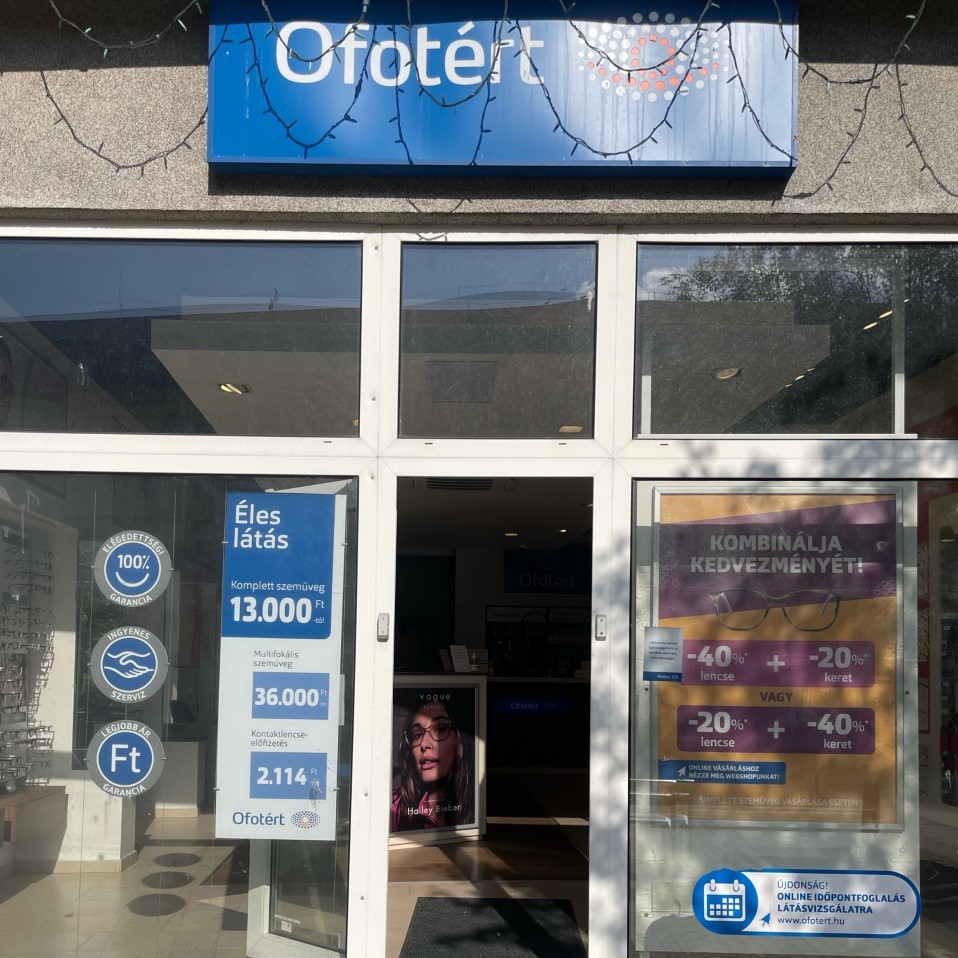 Ofotért
ELÉGEDETTSÉGI
100%
GARANCIA
INGYENES
SZERVIZ
LEGJOBB ÁR
Ft
GARANCIA
Éles
látás
Komplett szemüveg
13.000 Ft
-tól
Multifokális
szemüveg
36.000 Ft
Kontaktlencse-
előfizetés
2.114 Ft
Ofotért
Ofotért
Ofotért
vogue
Hailey Bieber
KOMBINÁLJA
KEDVEZMÉNYÉT!
-40%* + -20%*
lencse keret
VAGY
-20%* + -40%*
lencse keret
ONLINE VÁSÁRLÁSHOZ
NÉZZE MEG WEBSHOPUNKAT!
*KOMPLETT SZEMÜVEG VÁSÁRLÁSA ESETÉN
ÚJDONSÁG!
ONLINE IDŐPONTFOGLALÁS
LÁTÁSVIZSGÁLATRA
www.ofotert.hu